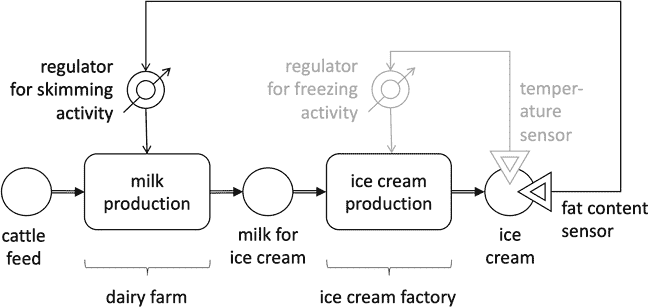 regulator
for skimming
activity
regulator
for freezing
activity
temper-
ature
sensor
milk
production
ice cream
production
cattle
feed
milk for
ice cream
ice
cream
fat content
sensor
dairy farm
ice cream factory